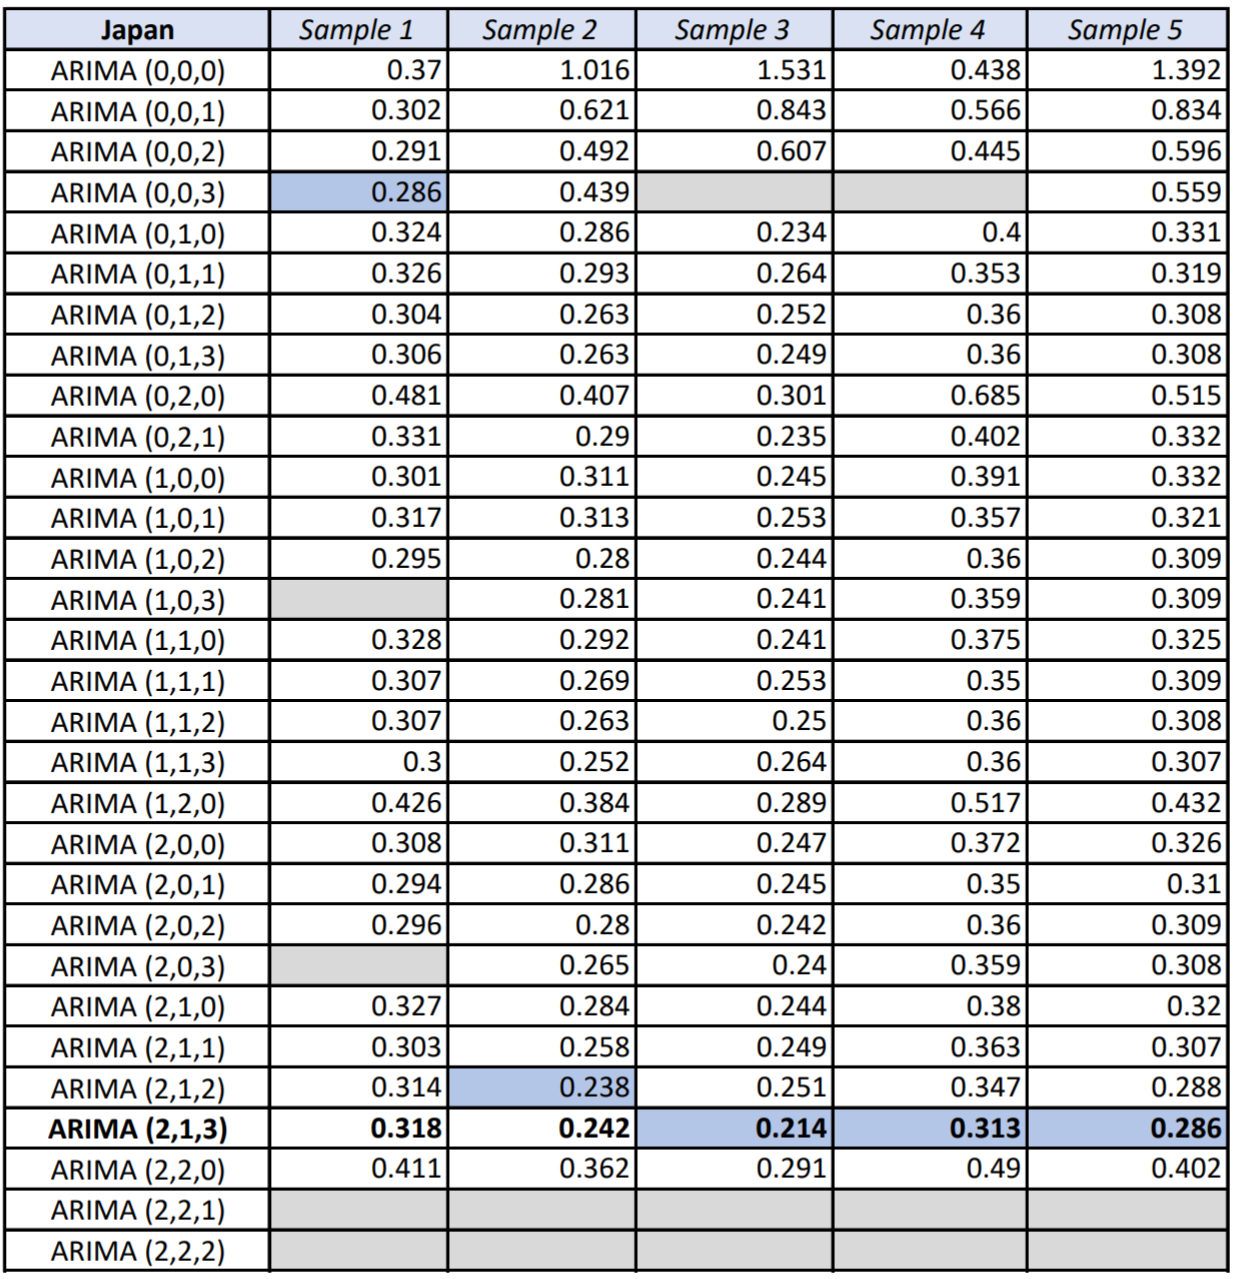 Japan Sample 1 Sample 2 Sample 3 Sample 4 Sample 5
ARIMA (0,0,0) 0.37 1.016 1.531 0.438 1.392
ARIMA (0,0,1) 0.302 0.621 0.843 0.566 0.834
ARIMA (0,0,2) 0.291 0.492 0.607 0.445 0.596
ARIMA (0,0,3) 0.286 0.439 0.559
ARIMA (0,1,0) 0.324 0.286 0.234 0.4 0.331
ARIMA (0,1,1) 0.326 0.293 0.264 0.353 0.319
ARIMA (0,1,2) 0.304 0.263 0.252 0.36 0.308
ARIMA (0,1,3) 0.306 0.263 0.249 0.36 0.308
ARIMA (0,2,0) 0.481 0.407 0.301 0.685 0.515
ARIMA (0,2,1) 0.331 0.29 0.235 0.402 0.332
ARIMA (1,0,0) 0.301 0.311 0.245 0.391 0.332
ARIMA (1,0,1) 0.317 0.313 0.253 0.357 0.321
ARIMA (1,0,2) 0.295 0.28 0.244 0.36 0.309
ARIMA (1,0,3) 0.281 0.241 0.359 0.309
ARIMA (1,1,0) 0.328 0.292 0.241 0.375 0.325
ARIMA (1,1,1) 0.307 0.269 0.253 0.35 0.309
ARIMA (1,1,2) 0.307 0.263 0.25 0.36 0.308
ARIMA (1,1,3) 0.3 0.252 0.264 0.36 0.307
ARIMA (1,2,0) 0.426 0.384 0.289 0.517 0.432
ARIMA (2,0,0) 0.308 0.311 0.247 0.372 0.326
ARIMA (2,0,1) 0.294 0.286 0.245 0.35 0.31
ARIMA (2,0,2) 0.296 0.28 0.242 0.36 0.309
ARIMA (2,0,3) 0.265 0.24 0.359 0.308
ARIMA (2,1,0) 0.327 0.284 0.244 0.38 0.32
ARIMA (2,1,1) 0.303 0.258 0.249 0.363 0.307
ARIMA (2,1,2) 0.314 0.238 0.251 0.347 0.288
ARIMA (2,1,3) 0.318 0.242 0.214 0.313 0.286
ARIMA (2,2,0) 0.411 0.362 0.291 0.49 0.402
ARIMA (2,2,1)
ARIMA (2,2,2)